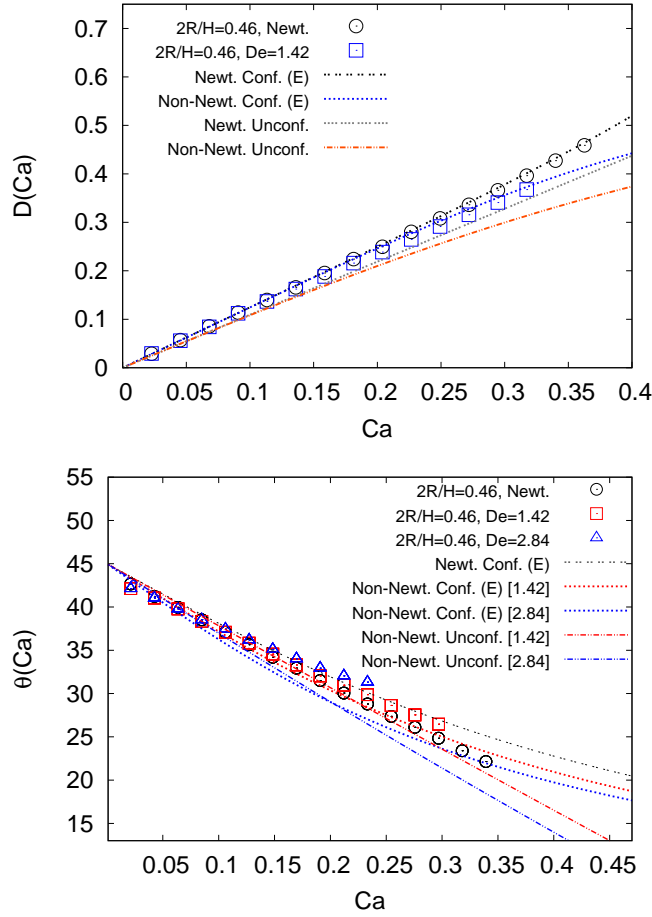 0.7
0.6
0.5
0.4
0.3
0.2
0.1
0
D(Ca)
2R/H=0.46, Newt.
2R/H=0.46, De=1.42
Newt. Conf. (E)
Non-Newt. Conf. (E)
Newt. Unconf.
Non-Newt. Unconf.
0 0.05 0.1 0.15 0.2 0.25 0.3 0.35 0.4
Ca
55
50
45
40
35
30
25
20
15
θ(Ca)
2R/H=0.46, Newt.
2R/H=0.46, De=1.42
2R/H=0.46, De=2.84
Newt. Conf. (E)
Non-Newt. Conf. (E) [1.42]
Non-Newt. Conf. (E) [2.84]
Non-Newt. Unconf. [1.42]
Non-Newt. Unconf. [2.84]
0.05 0.1 0.15 0.2 0.25 0.3 0.35 0.4 0.45
Ca